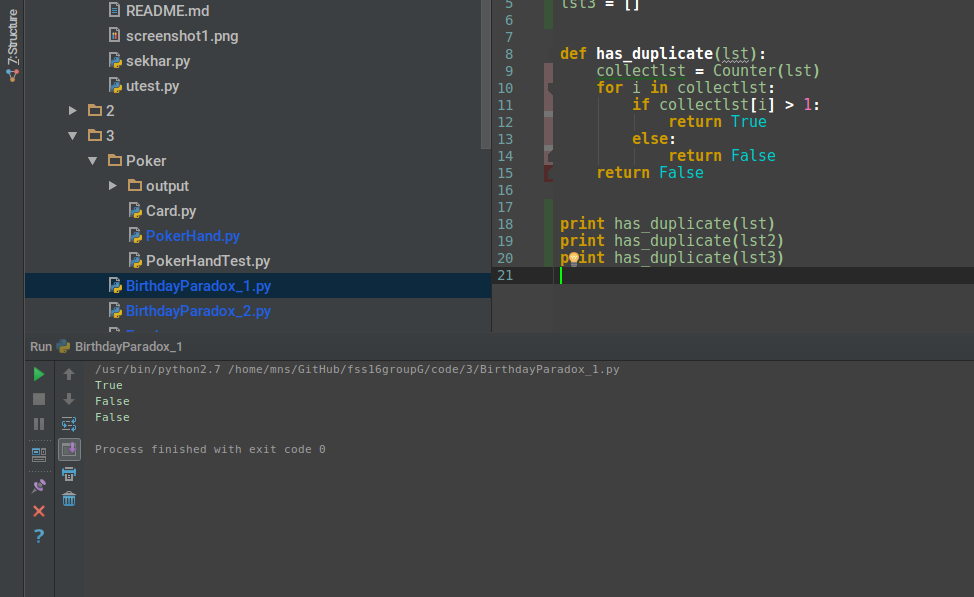 7: Structure
README.md
screenshot1.png
sekhar.py
utest.py
2
3
Poker
output
Card.py
PokerHand.py
PokerHandTest.py
BirthdayParadox_1.py
BirthdayParadox_2.py
5 lst3 = []
6
7
8 def has_duplicate(lst):
9 collectlst = Counter(lst)
10 for i in collectlst:
11 if collectlst[i] > 1:
12 return True
13 else:
14 return False
15 return False
16
17
18 print has_duplicate(lst)
19 print has_duplicate(lst2)
20 print has_duplicate(lst3)
21
Run BirthdayParadox_1
/usr/bin/python2.7 /home/mns/GitHub/fss16groupG/code/3/BirthdayParadox_1.py
True
False
False
Process finished with exit code 0